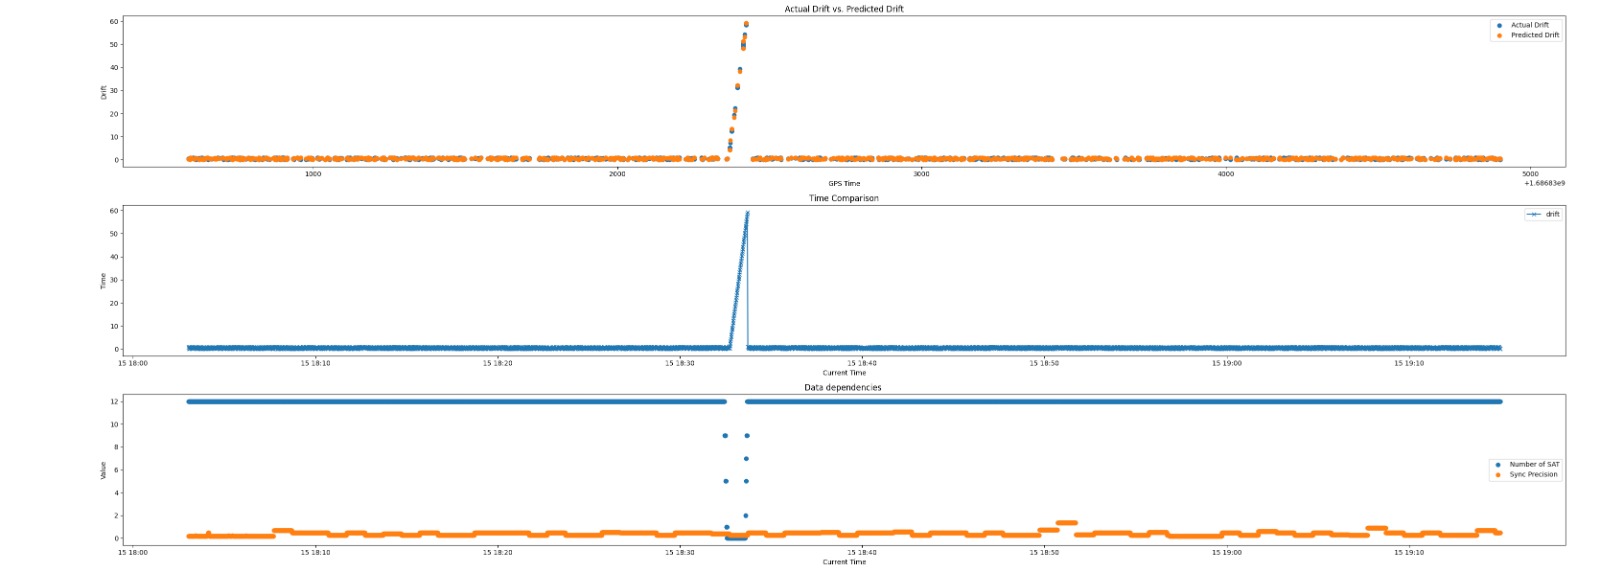 Actual Drift vs. Predicted Drift
60
50
40
30
20
10
0
Drift
Actual Drift
Predicted Drift
1000
2000
3000
4000
5000
GPS Time
+1.68683e9
Time Comparison
60
50
40
30
20
10
0
Time
drift
15 18:00
15 18:10
15 18:20
15 18:30
15 18:40
15 18:50
15 19:00
15 19:10
Current Time
Data dependencies
12
10
8
6
4
2
0
Value
Number of SAT
Sync Precision
15 18:00
15 18:10
15 18:20
15 18:30
15 18:40
15 18:50
15 19:00
15 19:10
Current Time